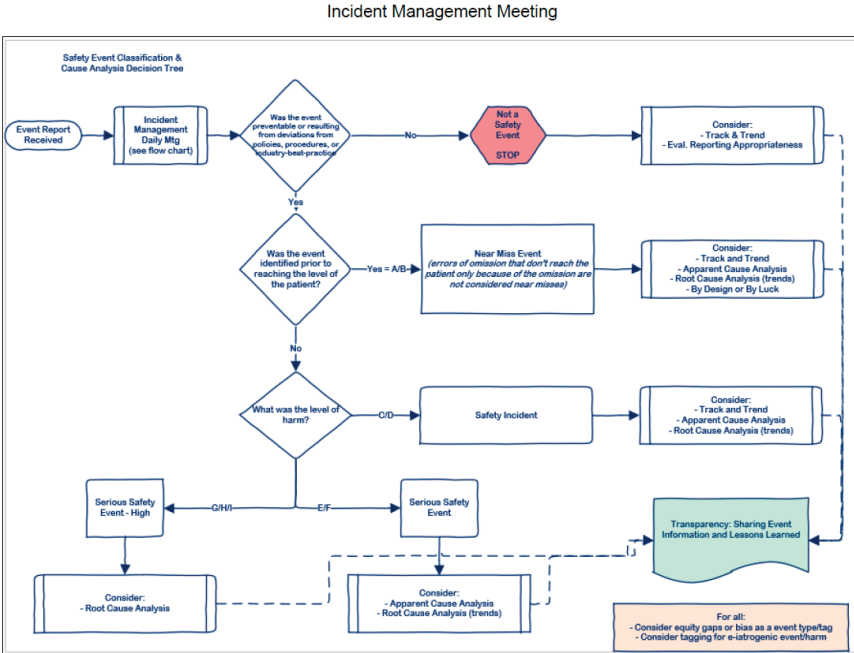 Incident Management Meeting
Safety Event Classification &
Cause Analysis Decision Tree
Event Report
Received
Incident
Management
Daily Mtg
(see flow chart)
Was the event
preventable or resulting
from deviations from
policies, procedures, or
industry-best-practice
No
Not a
Safety
Event
STOP
Consider:
- Track & Trend
- Eval. Reporting Appropriateness
Yes
Was the event
identified prior to
reaching the level of
the patient?
Yes = A/B
Near Miss Event
(errors of omission that don't reach the
patient only because of the omission are
not considered near misses)
Consider:
- Track and Trend
- Apparent Cause Analysis
- Root Cause Analysis (trends)
- By Design or By Luck
No
What was the level of
harm?
C/D
Safety Incident
Consider:
- Track and Trend
- Apparent Cause Analysis
- Root Cause Analysis (trends)
Serious Safety
Event - High
G/H/I
E/F
Serious Safety
Event
Transparency: Sharing Event
Information and Lessons Learned
Consider:
- Root Cause Analysis
Consider:
- Apparent Cause Analysis
- Root Cause Analysis (trends)
For all:
- Consider equity gaps or bias as a event type/tag
- Consider tagging for e-iatrogenic event/harm